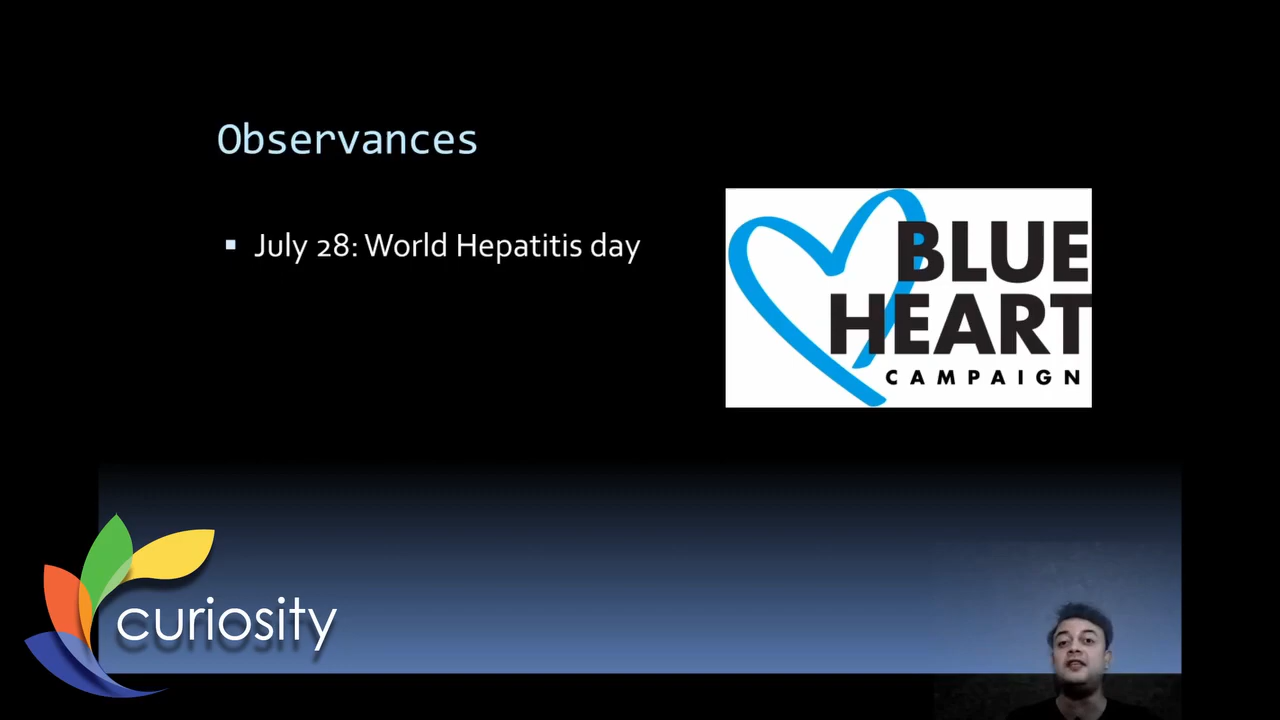 Observances
July 28: World Hepatitis day
BLUE
HEART
CAMPAIGN
curiosity